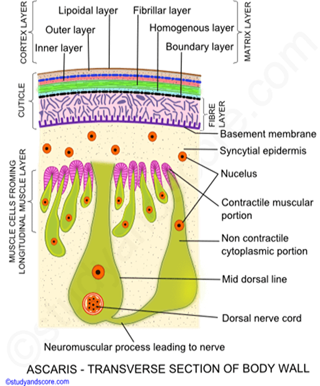 CORTEX LAYER
Lipoidal layer
Fibrillar layer
Outer layer
Homogenous layer
Inner layer
Boundary layer
MATRIX LAYER
CUTICLE
FIBRE
LAYER
Basement membrane
Syncytial epidermis
Nucelus
MUSCLE CELLS FROMING
LONGITUDINAL MUSCLE LAYER
Contractile muscular
portion
Non contractile
cytoplasmic portion
Mid dorsal line
Dorsal nerve cord
Neuromuscular process leading to nerve
ASCARIS - TRANSVERSE SECTION OF BODY WALL
©studyandscore.com